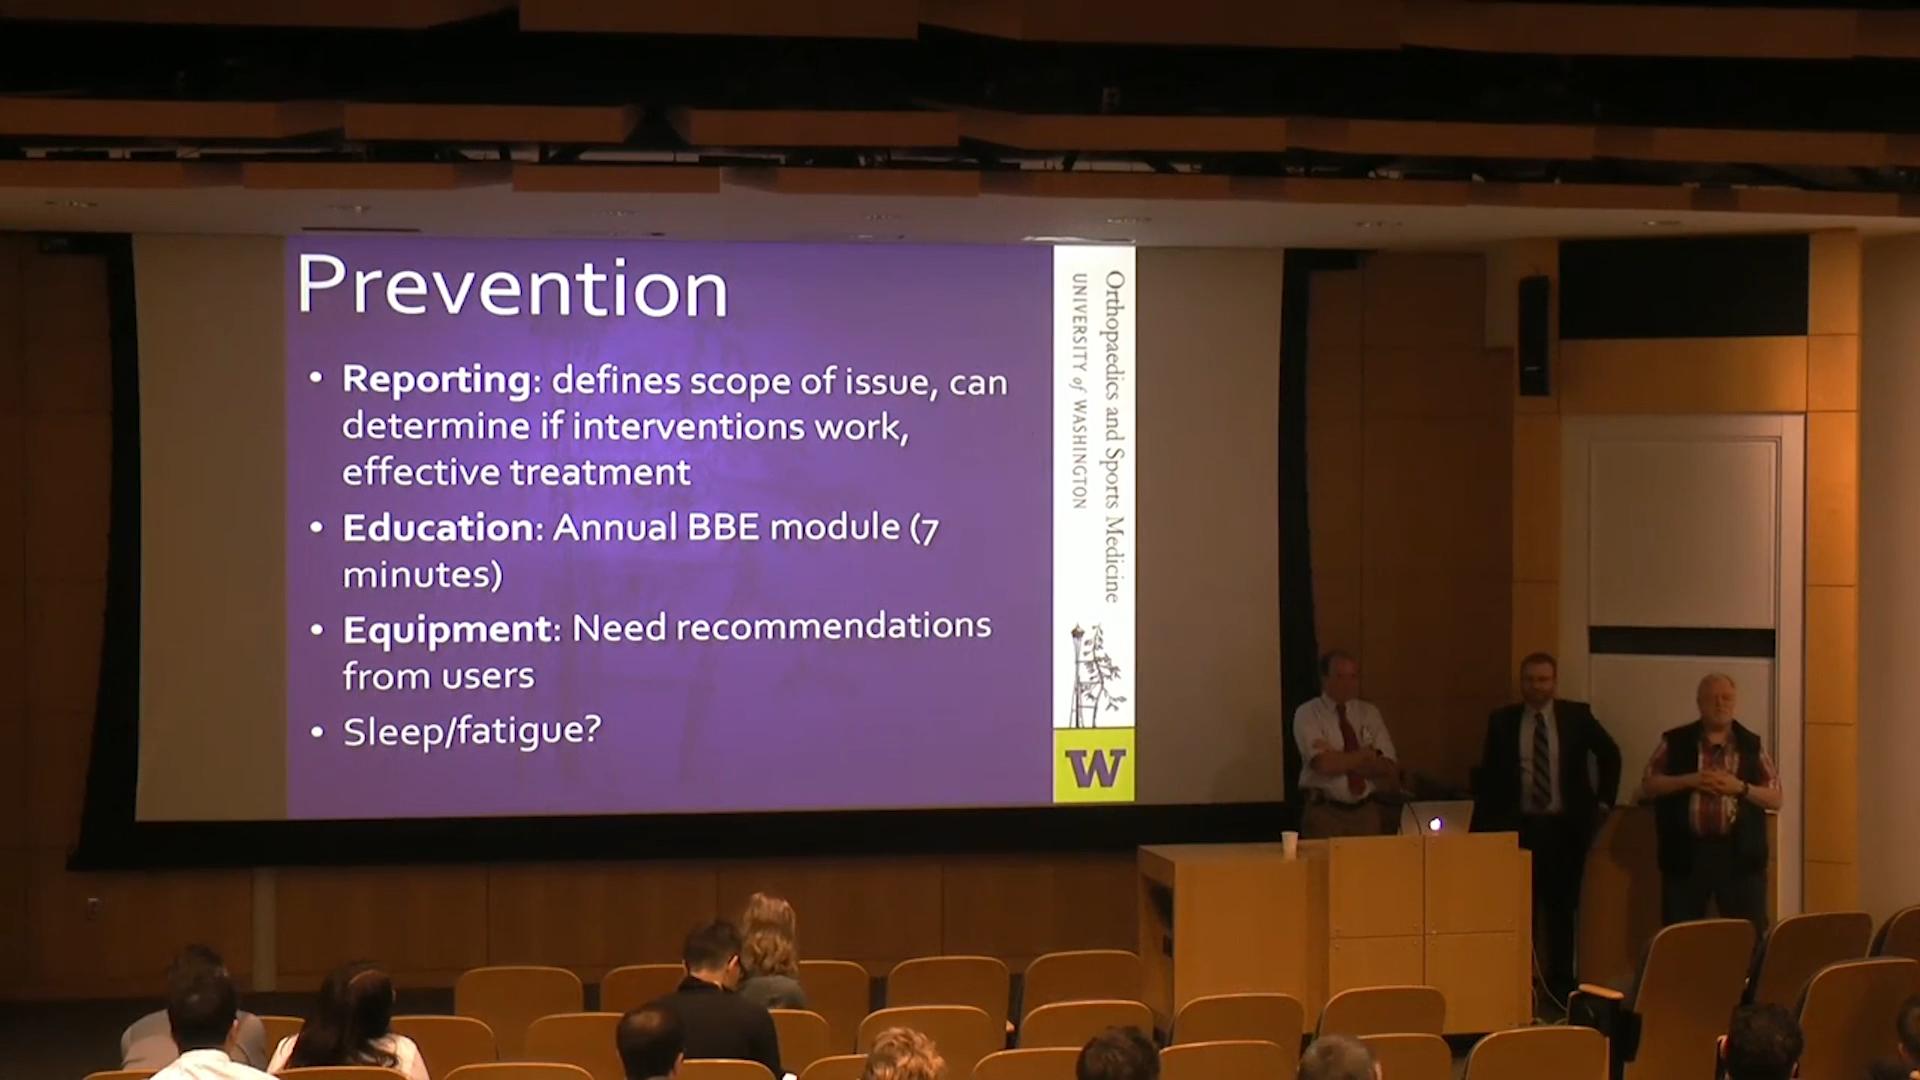 Prevention
• Reporting: defines scope of issue, can
determine if interventions work,
effective treatment
• Education: Annual BBE module (7
minutes)
• Equipment: Need recommendations
from users
• Sleep/fatigue?
Orthopaedics and Sports Medicine
UNIVERSITY of WASHINGTON
W